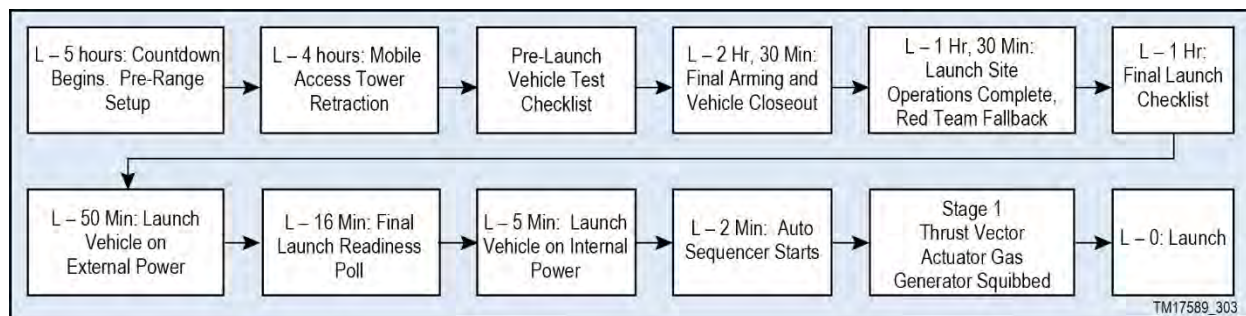 L – 5 hours: Countdown
Begins.  Pre-Range
Setup
L – 4 hours: Mobile
Access Tower
Retraction
Pre-Launch
Vehicle Test
Checklist
L – 2 Hr, 30 Min:
Final Arming and
Vehicle Closeout
L – 1 Hr, 30 Min:
Launch Site
Operations Complete,
Red Team Fallback
L – 1 Hr:
Final Launch
Checklist
L – 50 Min: Launch
Vehicle on
External Power
L – 16 Min: Final
Launch Readiness
Poll
L – 5 Min:  Launch
Vehicle on Internal
Power
L – 2 Min:  Auto
Sequencer Starts
Stage 1
Thrust Vector
Actuator Gas
Generator Squibbed
L – 0: Launch
TM17589_303